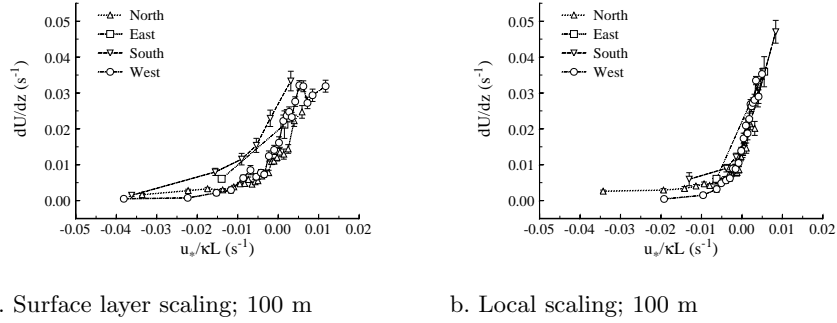 North
East
South
West
0.05
0.04
0.03
0.02
0.01
0.00
dU/dz (s-1)
-0.05 -0.04 -0.03 -0.02 -0.01 0.00 0.01 0.02
u*/κL (s-1)
. Surface layer scaling; 100 m
North
East
South
West
0.05
0.04
0.03
0.02
0.01
0.00
dU/dz (s-1)
-0.05 -0.04 -0.03 -0.02 -0.01 0.00 0.01 0.02
u*/κL (s-1)
b. Local scaling; 100 m